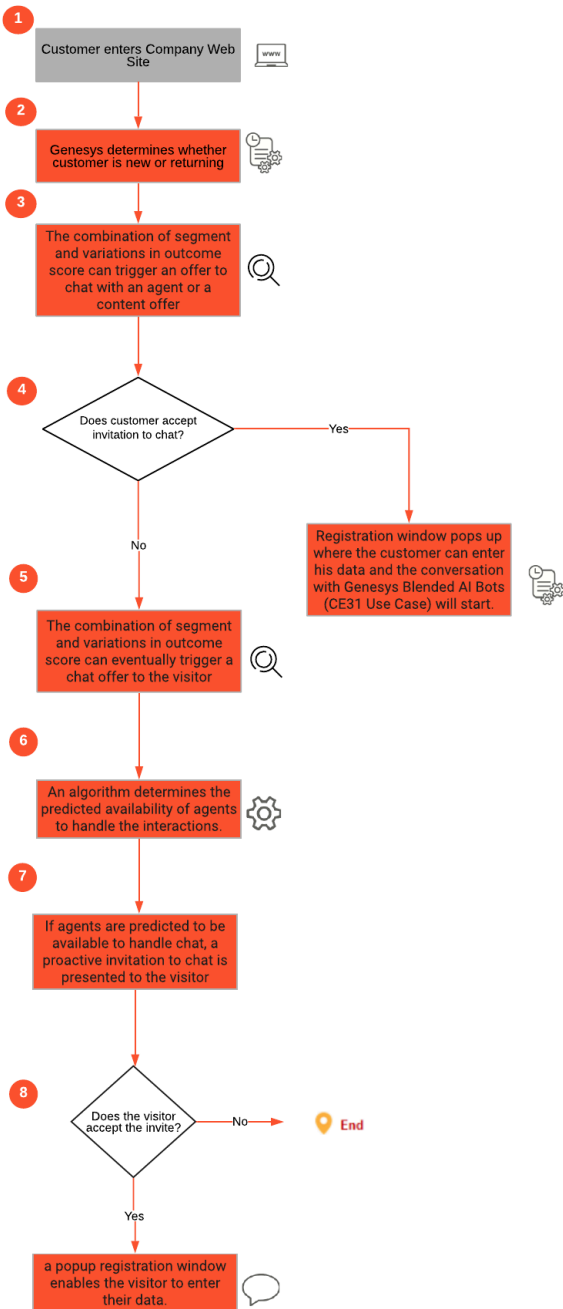 1
Customer enters Company Web
Site
www
2
Genesys determines whether
customer is new or returning
3
The combination of segment
and variations in outcome
score can trigger an offer to
chat with an agent or a
content offer
4
Does customer accept
invitation to chat?
Yes
No
Registration window pops up
where the customer can enter
his data and the conversation
with Genesys Blended AI Bots
(CE31 Use Case) will start.
5
The combination of segment
and variations in outcome
score can eventually trigger a
chat offer to the visitor
6
An algorithm determines the
predicted availability of agents
to handle the interactions.
7
If agents are predicted to be
available to handle chat, a
proactive invitation to chat is
presented to the visitor
8
Does the visitor
accept the invite?
No
End
Yes
a popup registration window
enables the visitor to enter
their data.